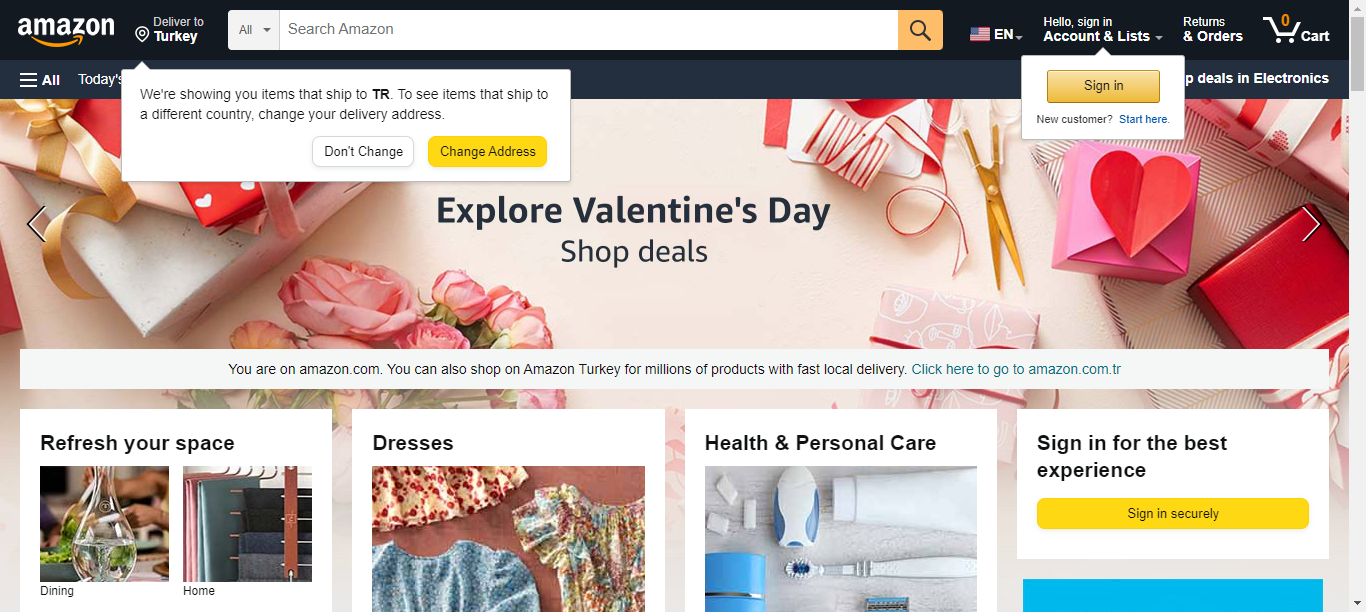 amazon
Deliver to
Turkey
All
Search Amazon
EN
Hello, sign in
Account & Lists
Returns
& Orders
0
Cart
All
Today's
p deals in Electronics
We're showing you items that ship to TR. To see items that ship to
a different country, change your delivery address.
Don't Change
Change Address
Sign in
New customer? Start here.
Explore Valentine's Day
Shop deals
You are on amazon.com. You can also shop on Amazon Turkey for millions of products with fast local delivery. Click here to go to amazon.com.tr
Refresh your space
Dining
Home
Dresses
Health & Personal Care
Sign in for the best
experience
Sign in securely